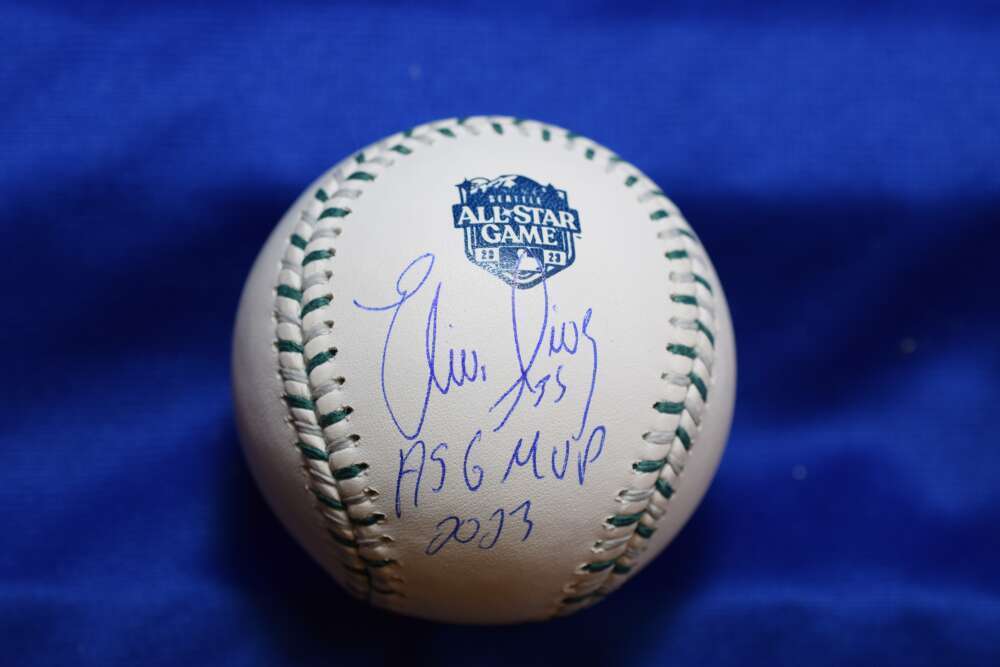 SEATTLE
ALL★STAR
GAME
20 23
Elias Díaz
35
ASG MVP
2023